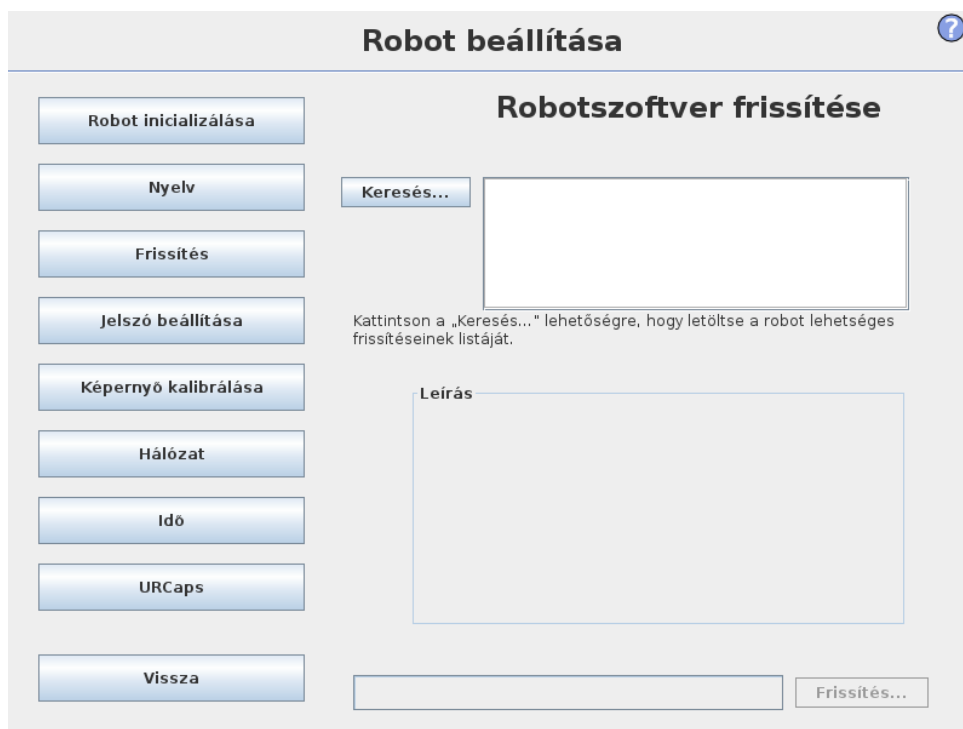 Robot beállítása
?
Robot inicializálása
Nyelv
Frissítés
Jelszó beállítása
Képernyő kalibrálása
Hálózat
Idő
URCaps
Vissza
Robotszoftver frissítése
Keresés...
Kattintson a „Keresés..." lehetőségre, hogy letöltse a robot lehetséges
frissítéseinek listáját.
Leírás
Frissítés...